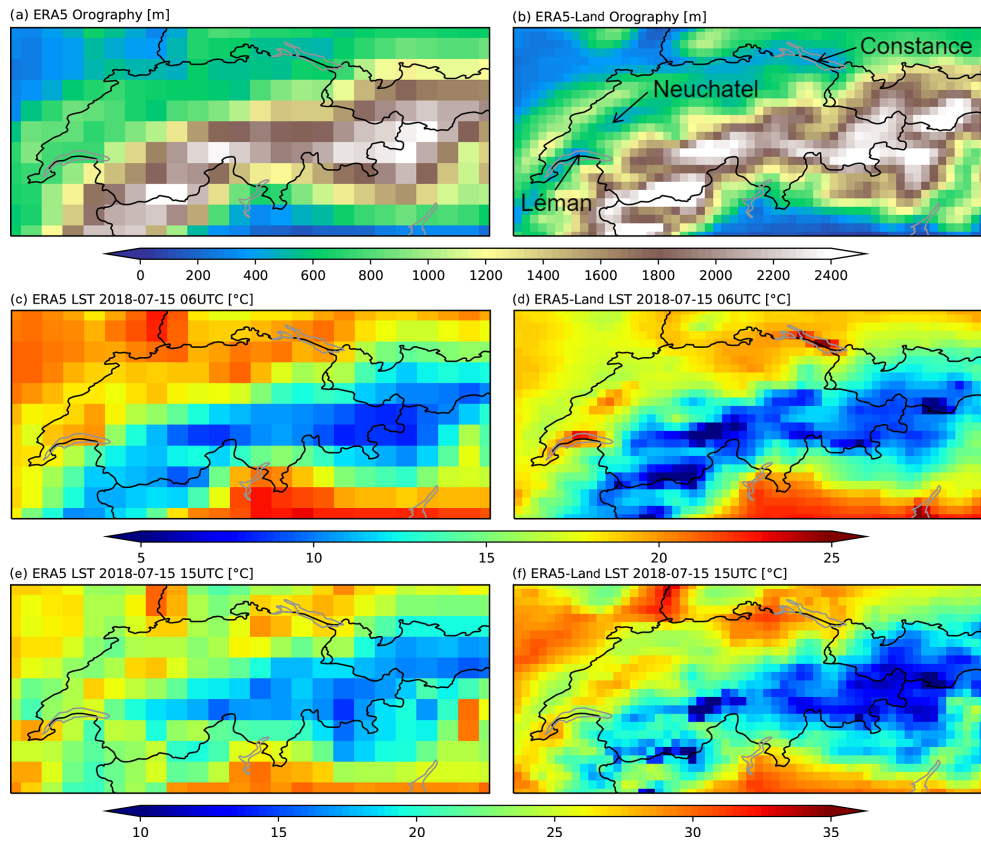 (a) ERA5 Orography [m]
(b) ERA5-Land Orography [m]
Constance
Neuchatel
Léman
0 200 400 600 800 1000 1200 1400 1600 1800 2000 2200 2400
(c) ERA5 LST 2018-07-15 06UTC [°C]
(d) ERA5-Land LST 2018-07-15 06UTC [°C]
5 10 15 20 25
(e) ERA5 LST 2018-07-15 15UTC [°C]
(f) ERA5-Land LST 2018-07-15 15UTC [°C]
10 15 20 25 30 35